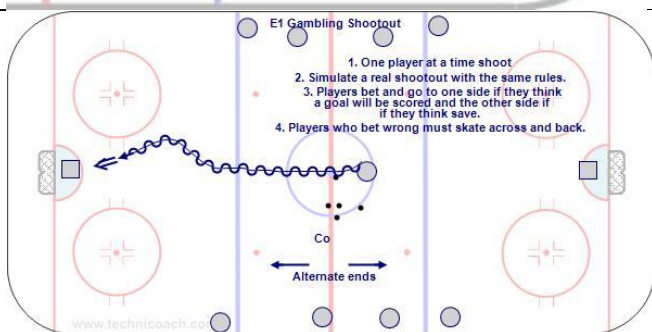 E1 Gambling Shootout
1. One player at a time shoot
2. Simulate a real shootout with the same rules.
3. Players bet and go to one side if they think
a goal will be scored and the other side if
if they think save.
4. Players who bet wrong must skate across and back.
Co
Alternate ends
www.technicoach.com